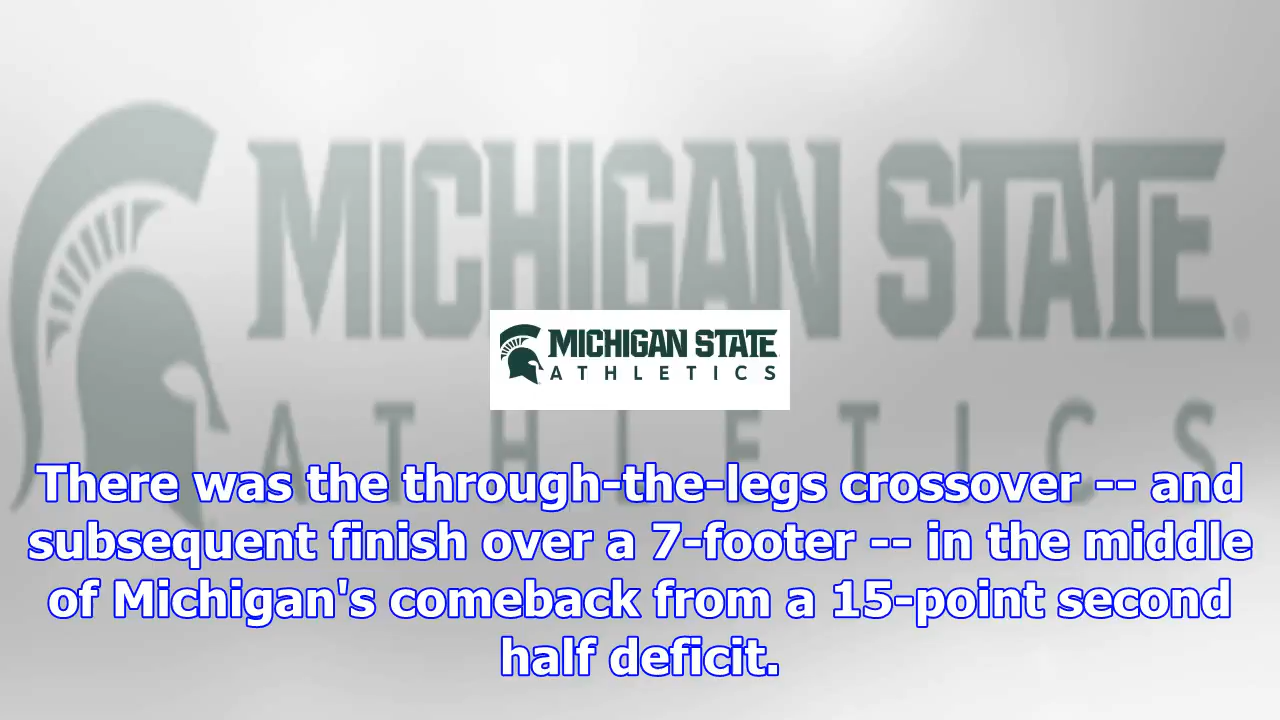 MICHIGAN STATE
ATHLETICS
MICHIGAN STATE
ATHLETICS
There was the through-the-legs crossover -- and
subsequent finish over a 7-footer -- in the middle
of Michigan's comeback from a 15-point second
half deficit.